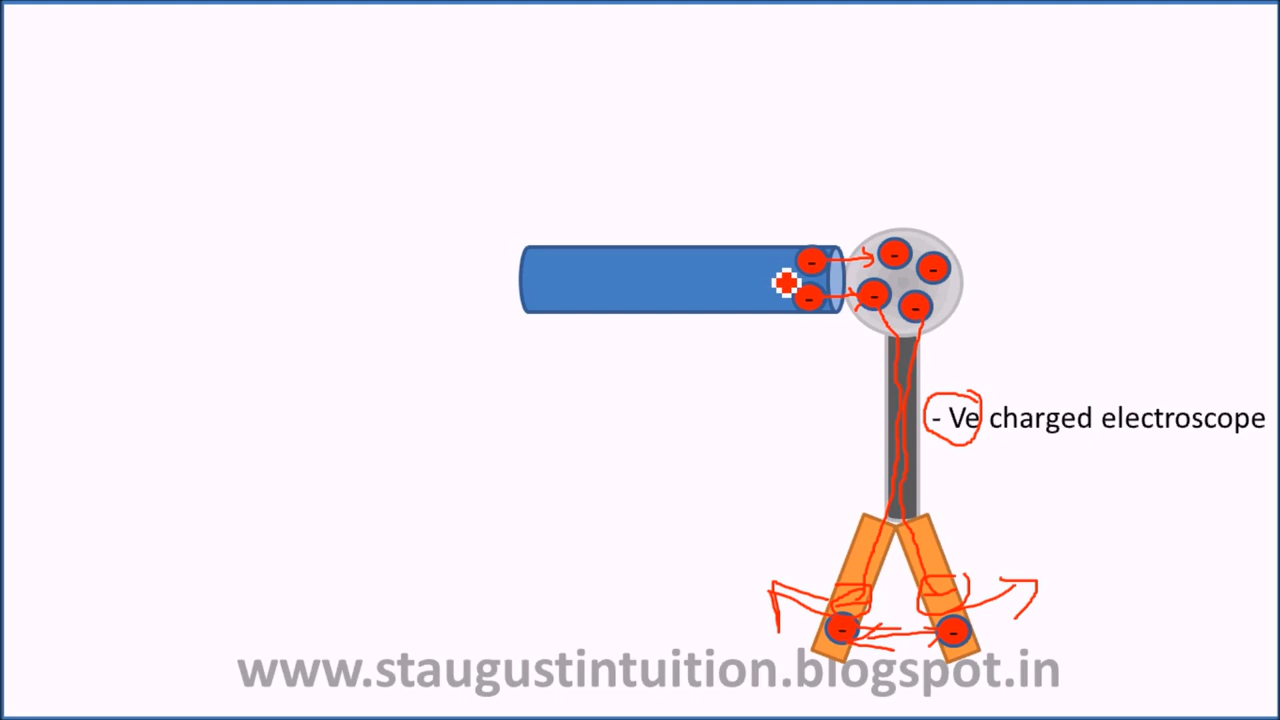 - -
- -
- -
- Ve charged electroscope
- -
www.staugustintuition.blogspot.in